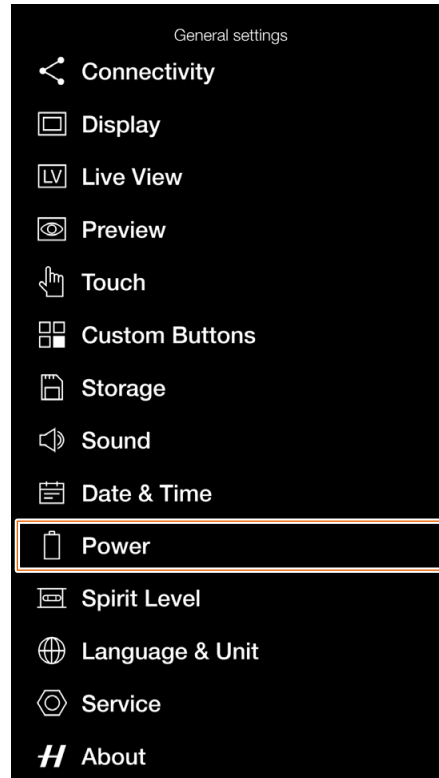 General settings
Connectivity
Display
LV Live View
Preview
Touch
Custom Buttons
Storage
Sound
Date & Time
Power
Spirit Level
Language & Unit
Service
H About